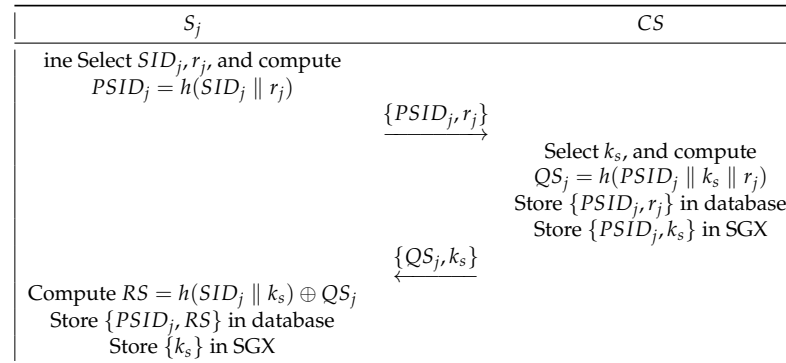 S_j CS
ine Select SID_j, r_j, and compute
PSID_j = h(SID_j ∥ r_j)
{PSID_j, r_j}
Select k_s, and compute
QS_j = h(PSID_j ∥ k_s ∥ r_j)
Store {PSID_j, r_j} in database
Store {PSID_j, k_s} in SGX
{QS_j, k_s}
Compute RS = h(SID_j ∥ k_s) ⊕ QS_j
Store {PSID_j, RS} in database
Store {k_s} in SGX